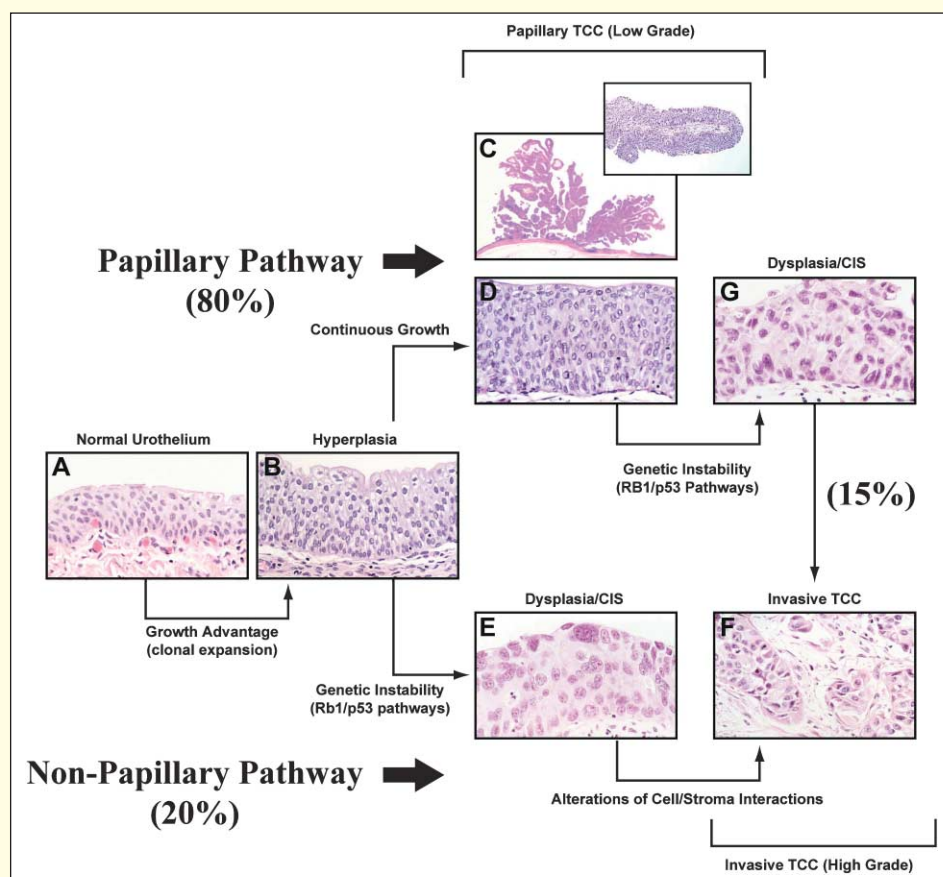 Papillary TCC (Low Grade)
C
Papillary Pathway
(80%)
Dysplasia/CIS
D
G
Continuous Growth
Normal Urothelium
Hyperplasia
A
B
Genetic Instability
(RB1/p53 Pathways)
(15%)
Dysplasia/CIS
Invasive TCC
E
F
Growth Advantage
(clonal expansion)
Genetic Instability
(Rb1/p53 pathways)
Non-Papillary Pathway
(20%)
Alterations of Cell/Stroma Interactions
Invasive TCC (High Grade)